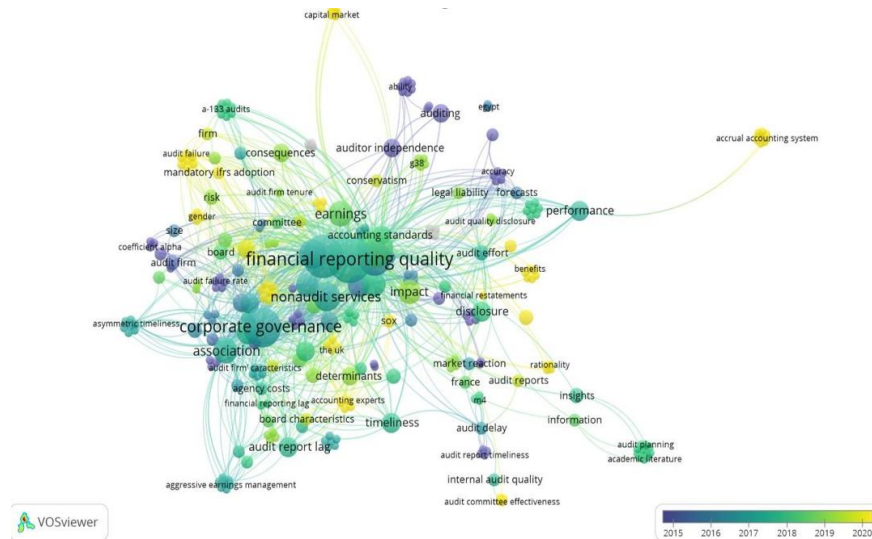 capital market
ability
a-133 audits
egypt
auditing
firm
accrual accounting system
auditor independence
consequences
audit failure
g38
mandatory ifrs adoption
accuracy
conservatism
risk
audit firm tenure
legal liability
forecasts
gender
earnings
performance
committee
audit quality disclosure
size
accounting standards
coefficient alpha
board
audit effort
audit firm
financial reporting quality
benefits
audit failure rate
impact
nonaudit services
financial restatements
disclosure
asymmetric timeliness
corporate governance
sox
association
the uk
market reaction
rationality
audit firm' caracteristics
determinants
audit reports
agency costs
france
insights
financial reporting lag
accounting experts
m4
board characteristics
timeliness
information
audit delay
audit report lag
audit planning
audit report timeliness
academic literature
internal audit quality
aggressive earnings management
audit committee effectiveness
VOSviewer
2015 2016 2017 2018 2019 2020